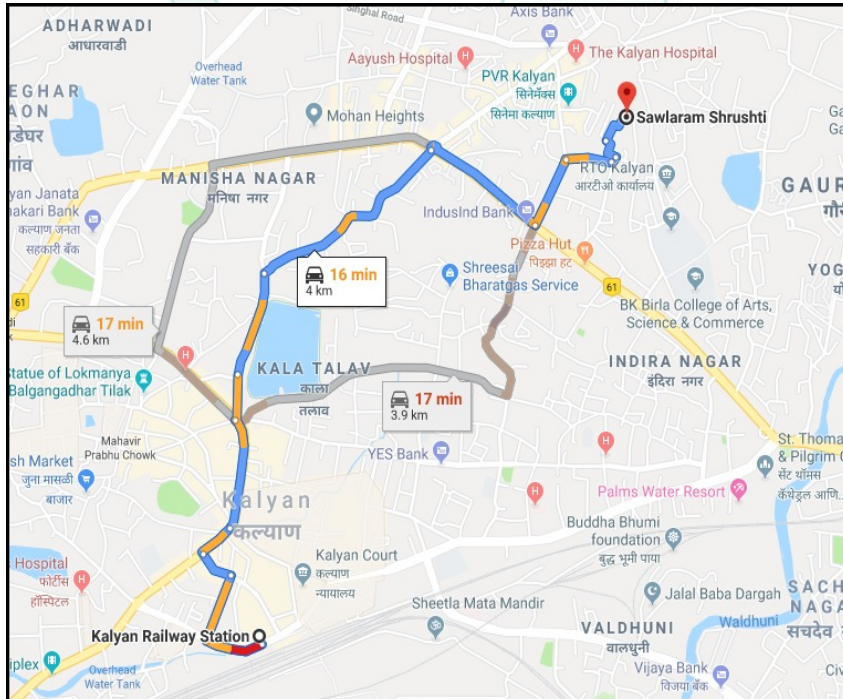 ADHARWADI
आधारवाडी
Singhal Road
Axis Bank
Aayush Hospital
The Kalyan Hospital
Overhead
Water Tank
PVR Kalyan
सिनेमॅक्स
सिनेमा कल्याण
Mohan Heights
Sawlaram Shrushti
MANISHA NAGAR
मनिषा नगर
RTO Kalyan
आरटीओ कार्यालय
कल्याण जनता
सहकारी बँक
IndusInd Bank
Pizza Hut
पिझ्झा हट
16 min
4 km
Shreesai
Bharatgas Service
61
61
BK Birla College of Arts,
Science & Commerce
17 min
4.6 km
INDIRA NAGAR
इंदिरा नगर
KALA TALAV
काला
तलाव
Statue of Lokmanya
Balgangadhar Tilak
17 min
3.9 km
Mahavir
Prabhu Chowk
YES Bank
St. Thoma
& Pilgrim C
सेंट थॉमस
कॅथेड्रल आणि..
sh Market
जुना मासळी
बाजार
Palms Water Resort
Kalyan
कल्याण
Buddha Bhumi
foundation
बुद्ध भूमी पाया
Kalyan Court
कल्याण
न्यायालय
Hospital
फोर्टीस
हॉस्पिटल
Sheetla Mata Mandir
Jalal Baba Dargah
Kalyan Railway Station
VALDHUNI
वालधुनी
Waldhuni
Overhead
Water Tank
Vijaya Bank
विजया बँक